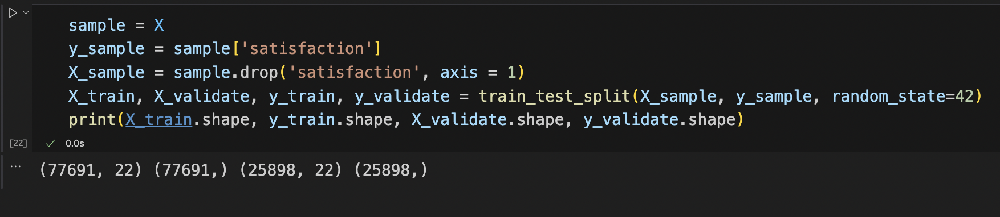 sample = X
y_sample = sample['satisfaction']
X_sample = sample.drop('satisfaction', axis = 1)
X_train, X_validate, y_train, y_validate = train_test_split(X_sample, y_sample, random_state=42)
print(X_train.shape, y_train.shape, X_validate.shape, y_validate.shape)
[22] ✓ 0.0s
... (77691, 22) (77691,) (25898, 22) (25898,)